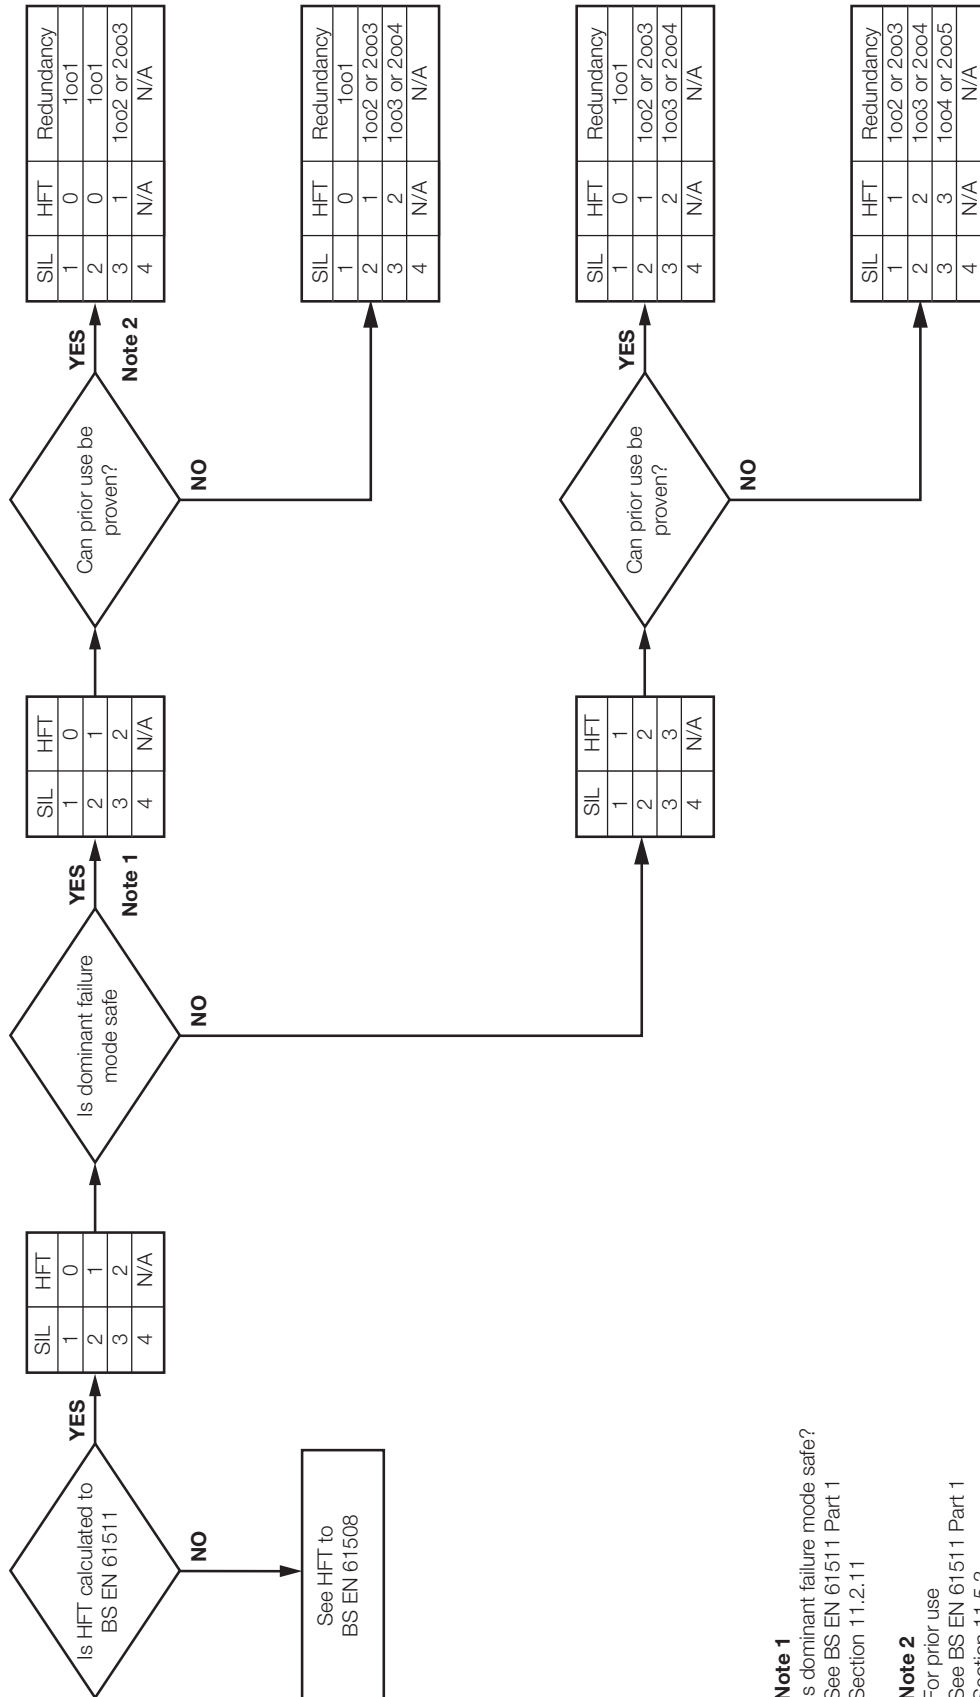 Is HFT calculated to
BS EN 61511
YES
NO
See HFT to
BS EN 61508
SIL HFT
1 0
2 1
3 2
4 N/A
Is dominant failure
mode safe
YES
Note 1
NO
SIL HFT
1 0
2 1
3 2
4 N/A
Can prior use be
proven?
YES
Note 2
NO
SIL HFT Redundancy
1 0 1oo1
2 0 1oo1
3 1 1oo2 or 2oo3
4 N/A N/A
SIL HFT Redundancy
1 0 1oo1
2 1 1oo2 or 2oo3
3 2 1oo3 or 2oo4
4 N/A N/A
SIL HFT
1 1
2 2
3 3
4 N/A
Can prior use be
proven?
YES
NO
SIL HFT Redundancy
1 0 1oo1
2 1 1oo2 or 2oo3
3 2 1oo3 or 2oo4
4 N/A N/A
SIL HFT Redundancy
1 1 1oo2 or 2oo3
2 2 1oo3 or 2oo4
3 3 1oo4 or 2oo5
4 N/A N/A
Note 1
Is dominant failure mode safe?
See BS EN 61511 Part 1
Section 11.2.11
Note 2
For prior use
See BS EN 61511 Part 1
Section